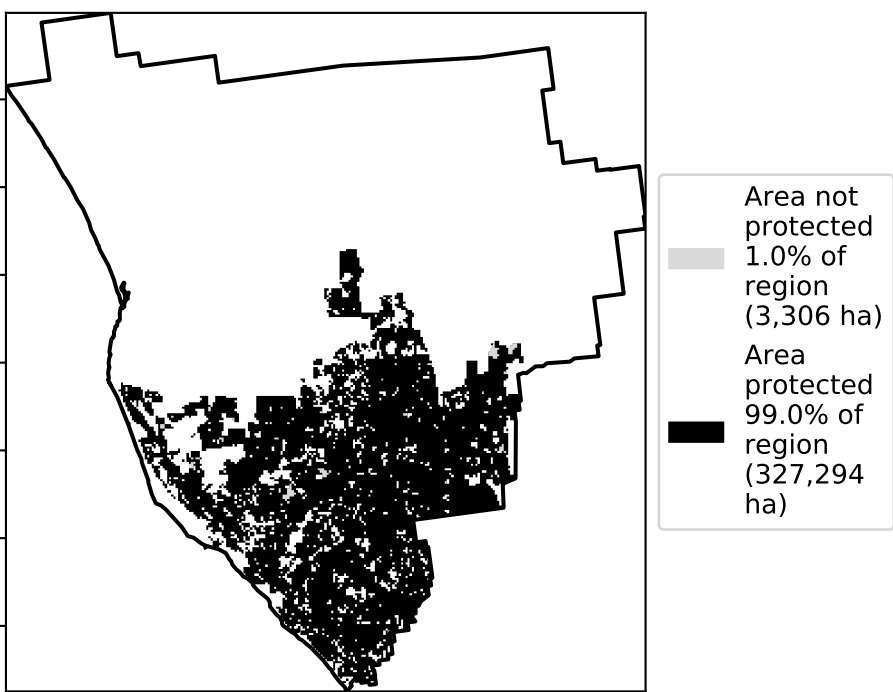 Area not
protected
1.0% of
region
(3,306 ha)
Area
protected
99.0% of
region
(327,294
ha)